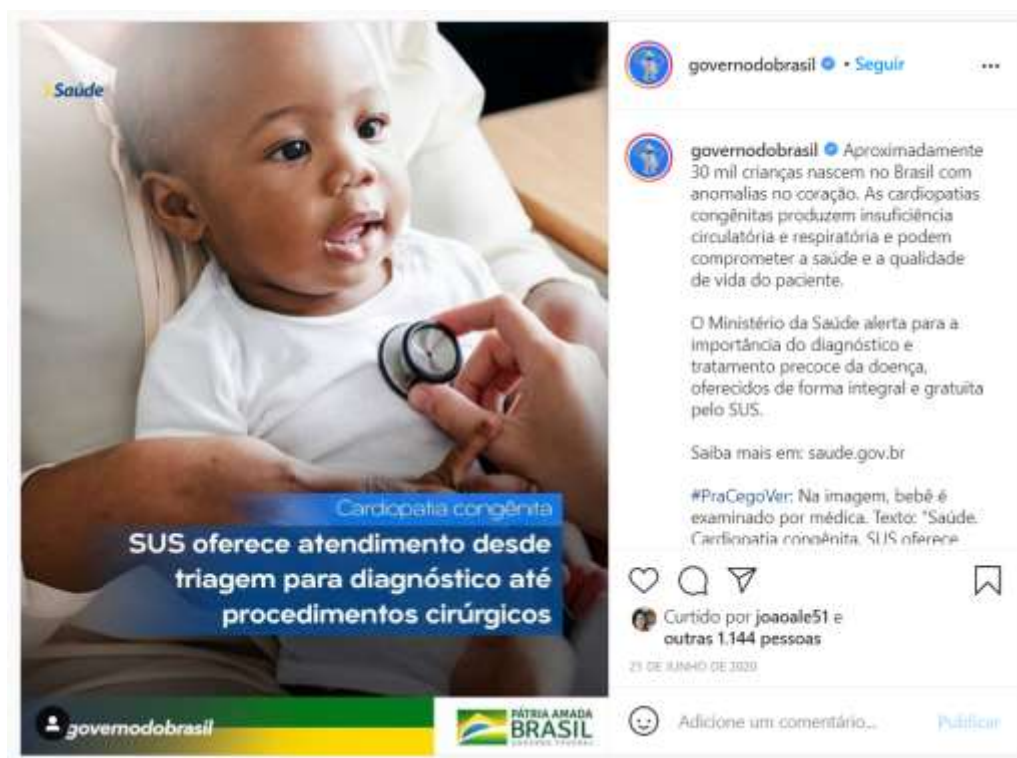 Saúde
Cardiopatia congênita
SUS oferece atendimento desde
triagem para diagnóstico até
procedimentos cirúrgicos
governodobrasil
PÁTRIA AMADA
BRASIL
GOVERNO FEDERAL
governodobrasil • Seguir
governodobrasil Aproximadamente
30 mil crianças nascem no Brasil com
anomalias no coração. As cardiopatias
congênitas produzem insuficiência
circulatória e respiratória e podem
comprometer a saúde e a qualidade
de vida do paciente.
O Ministério da Saúde alerta para a
importância do diagnóstico e
tratamento precoce da doença,
oferecidos de forma integral e gratuita
pelo SUS.
Saiba mais em: saude.gov.br
#PraCegoVer: Na imagem, bebê é
examinado por médica. Texto: "Saúde.
Cardiopatia congênita. SUS oferece
Curtido por joaoale51 e
outras 1.144 pessoas
21 DE JUNHO DE 2020
Adicione um comentário...
Publicar